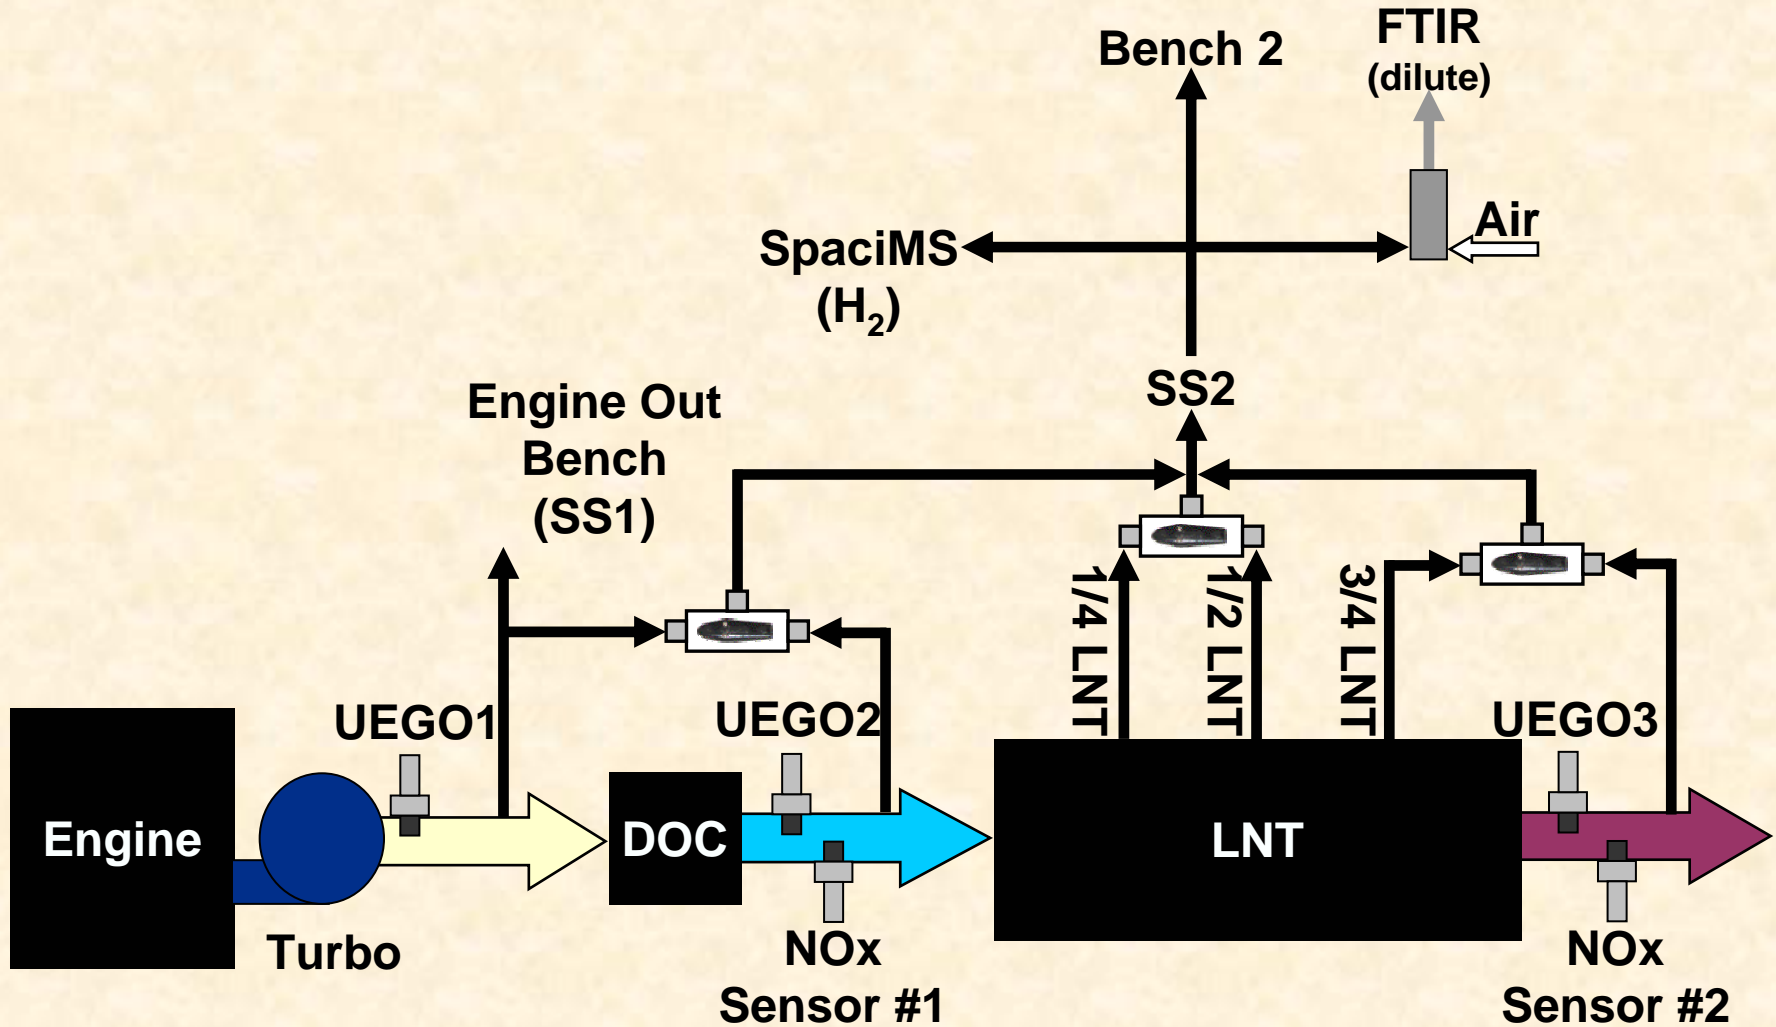 FTIR
(dilute)
Bench 2
Air
SpaciMS
(H₂)
SS2
Engine Out
Bench
(SS1)
1/4 LNT
1/2 LNT
3/4 LNT
UEGO1
UEGO2
UEGO3
Engine
DOC
LNT
Turbo
NOx
Sensor #1
NOx
Sensor #2